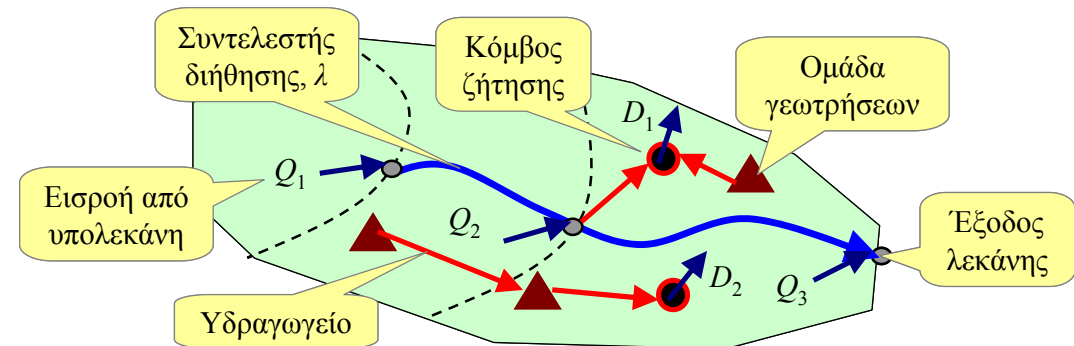 Συντελεστής
διήθησης, λ
Κόμβος
ζήτησης
Ομάδα
γεωτρήσεων
D₁
Q₁
Εισροή από
υπολεκάνη
Q₂
Έξοδος
λεκάνης
D₂
Q₃
Υδραγωγείο